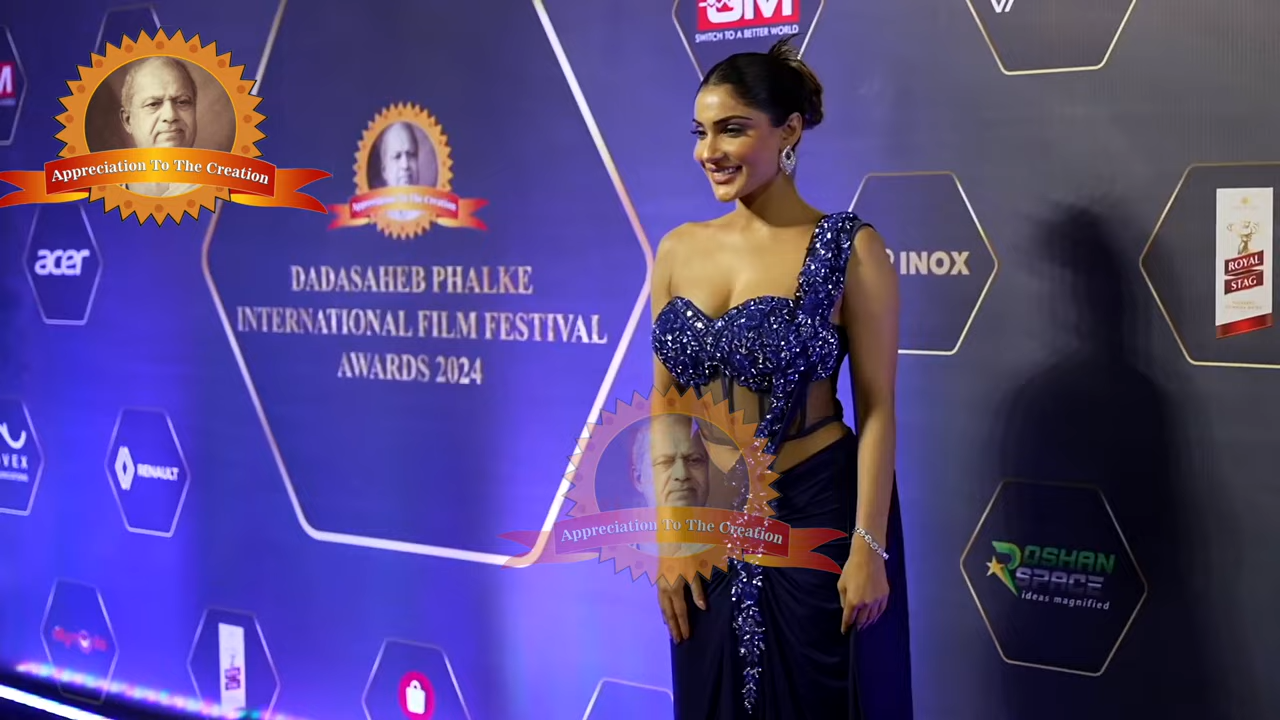 GM
SWITCH TO A BETTER WORLD
Appreciation To The Creation
Appreciation To The Creation
DADASAHEB PHALKE
INTERNATIONAL FILM FESTIVAL
AWARDS 2024
acer
INOX
ROYAL
STAG
RENAULT
Appreciation To The Creation
ROSHAN
SPACE
ideas magnified